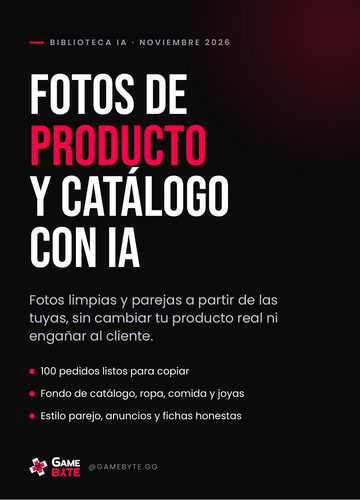 BIBLIOTECA IA · NOVIEMBRE 2026
FOTOS DE
PRODUCTO
Y CATÁLOGO
CON IA
Fotos limpias y parejas a partir de las
tuyas, sin cambiar tu producto real ni
engañar al cliente.
100 pedidos listos para copiar
Fondo de catálogo, ropa, comida y joyas
Estilo parejo, anuncios y fichas honestas
GAME
BATE
@GAMEBYTE.GG